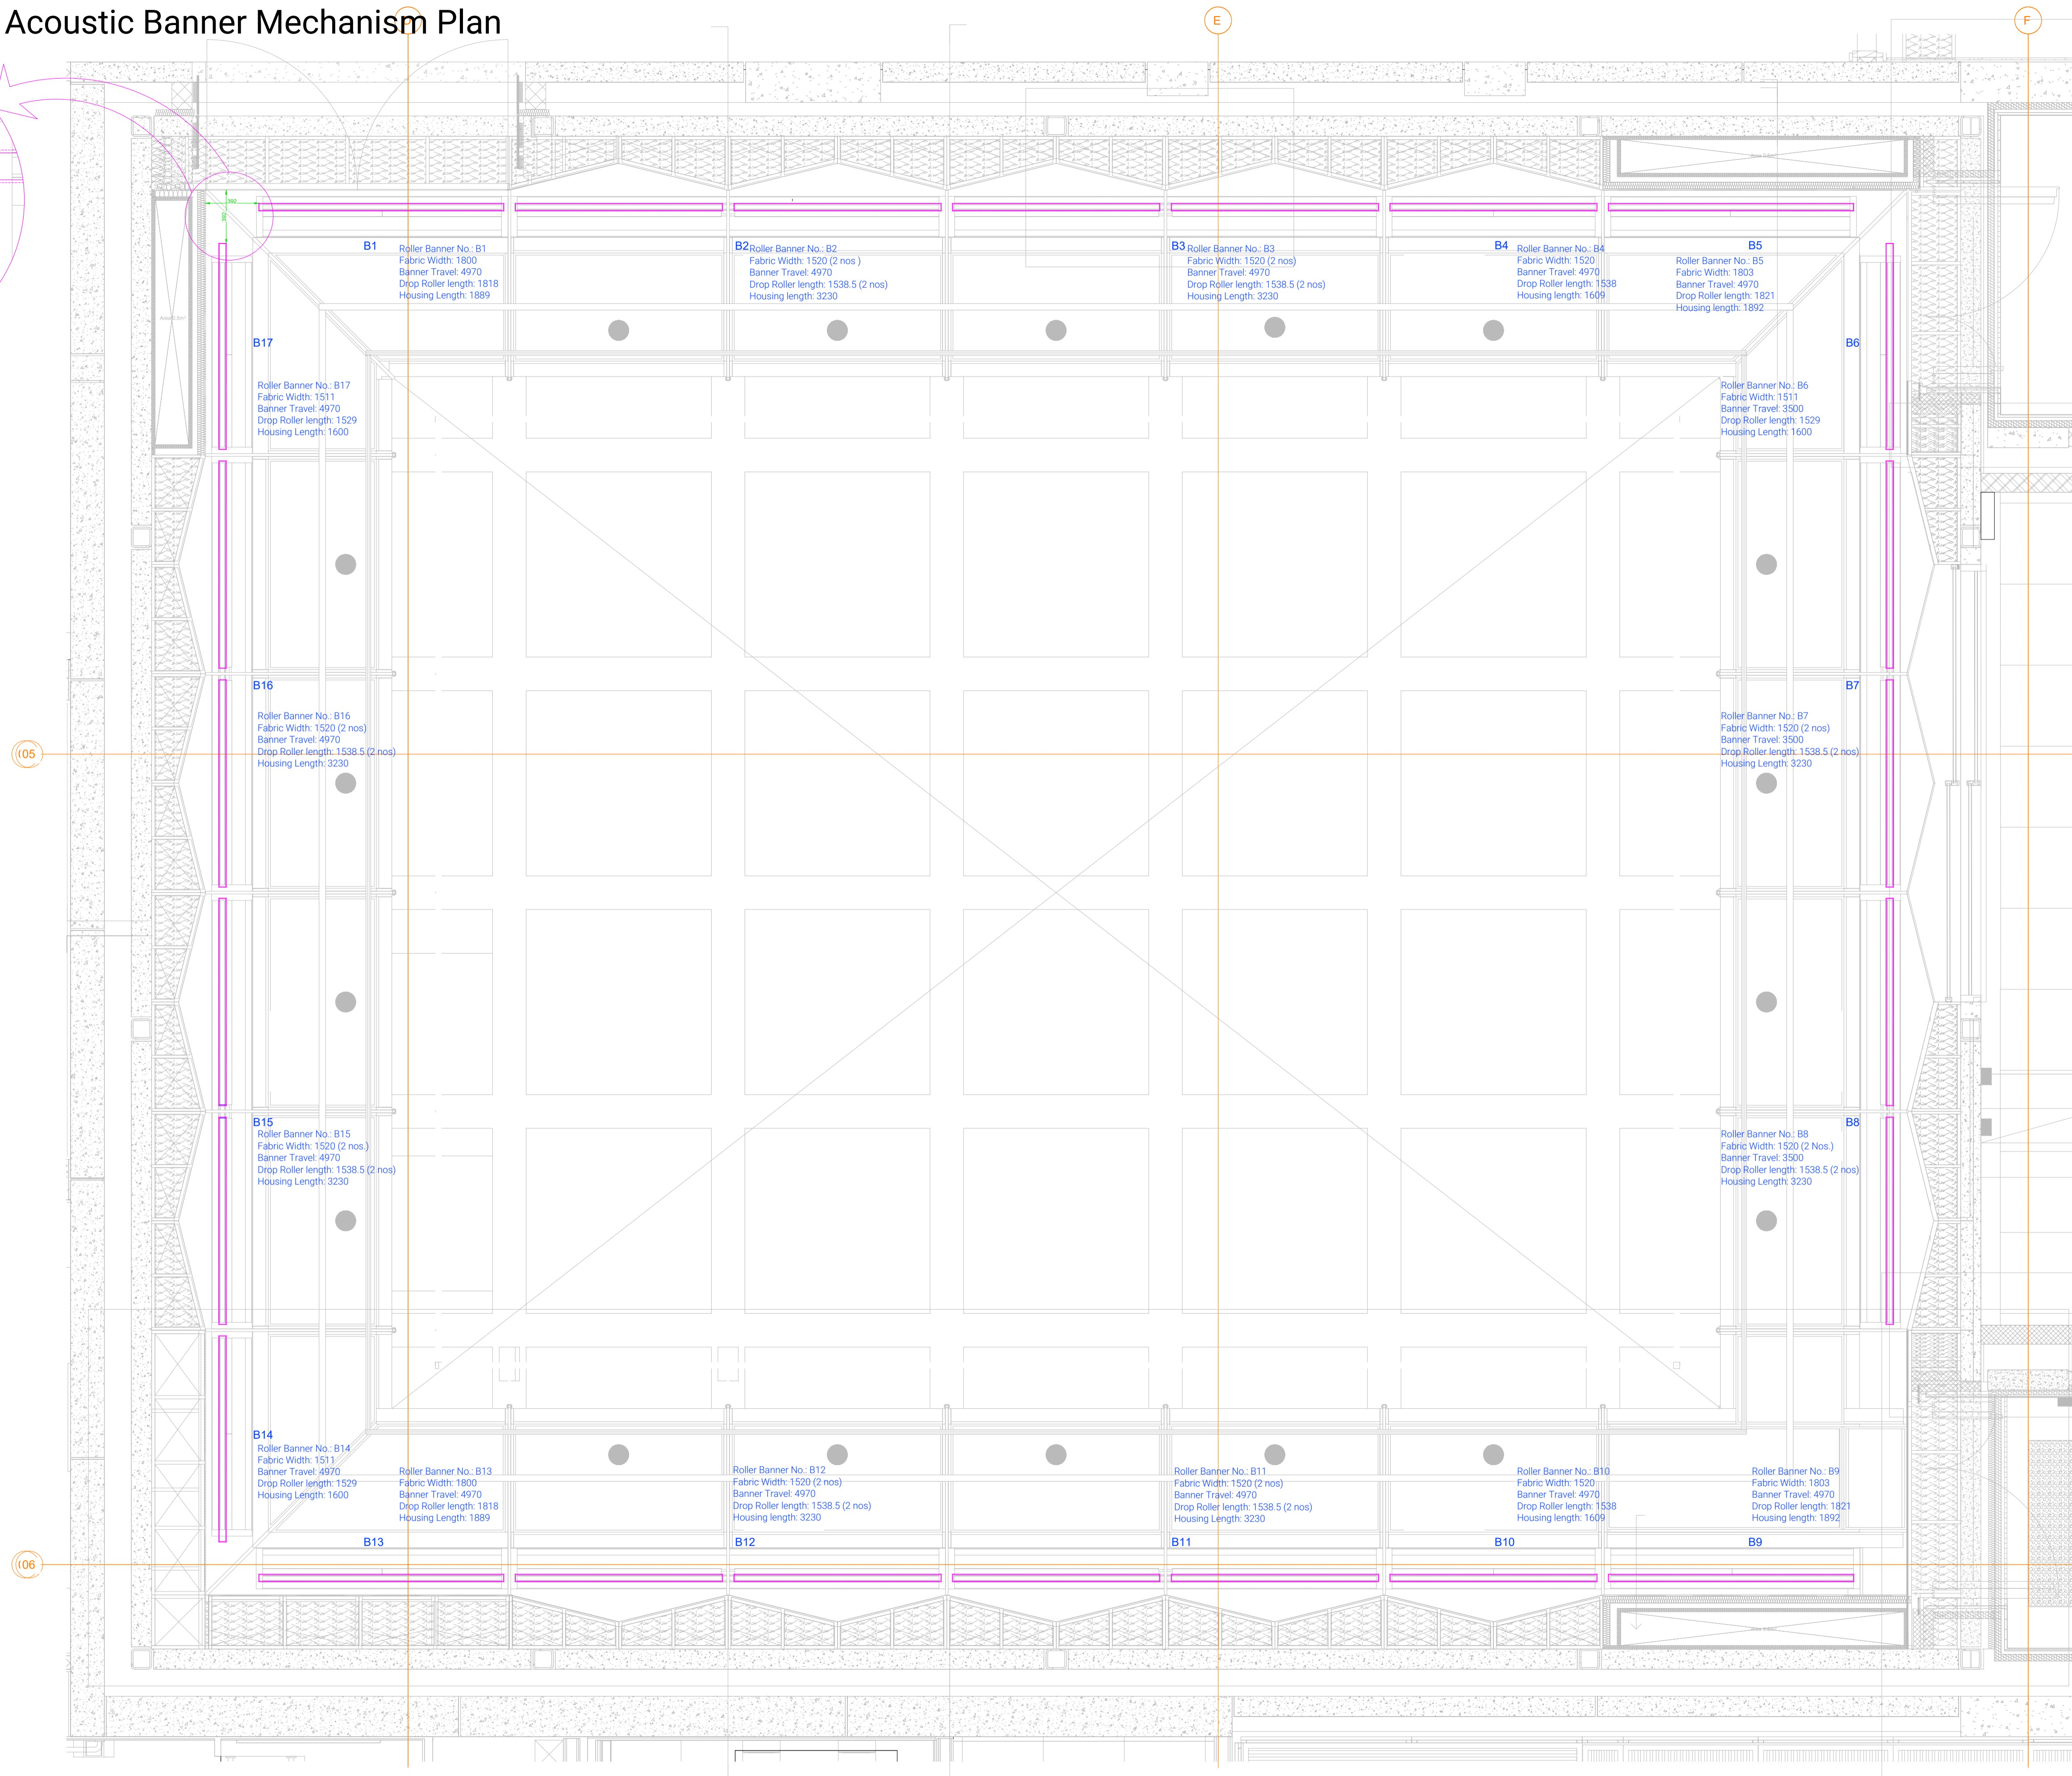 Acoustic Banner Mechanism Plan
E
F
392
392
B1
Roller Banner No.: B1
Fabric Width: 1800
Banner Travel: 4970
Drop Roller length: 1818
Housing Length: 1889
B2
Roller Banner No.: B2
Fabric Width: 1520 (2 nos )
Banner Travel: 4970
Drop Roller length: 1538.5 (2 nos)
Housing length: 3230
B3
Roller Banner No.: B3
Fabric Width: 1520 (2 nos)
Banner Travel: 4970
Drop Roller length: 1538.5 (2 nos)
Housing Length: 3230
B4
Roller Banner No.: B4
Fabric Width: 1520
Banner Travel: 4970
Drop Roller length: 1538
Housing length: 1609
B5
Roller Banner No.: B5
Fabric Width: 1803
Banner Travel: 4970
Drop Roller length: 1821
Housing Length: 1892
B17
Roller Banner No.: B17
Fabric Width: 1511
Banner Travel: 4970
Drop Roller length: 1529
Housing Length: 1600
B6
Roller Banner No.: B6
Fabric Width: 1511
Banner Travel: 3500
Drop Roller length: 1529
Housing Length: 1600
B16
Roller Banner No.: B16
Fabric Width: 1520 (2 nos)
Banner Travel: 4970
Drop Roller length: 1538.5 (2 nos)
Housing Length: 3230
B7
Roller Banner No.: B7
Fabric Width: 1520 (2 nos)
Banner Travel: 3500
Drop Roller length: 1538.5 (2 nos)
Housing Length: 3230
05
B15
Roller Banner No.: B15
Fabric Width: 1520 (2 nos.)
Banner Travel: 4970
Drop Roller length: 1538.5 (2 nos)
Housing Length: 3230
B8
Roller Banner No.: B8
Fabric Width: 1520 (2 Nos.)
Banner Travel: 3500
Drop Roller length: 1538.5 (2 nos)
Housing Length: 3230
B14
Roller Banner No.: B14
Fabric Width: 1511
Banner Travel: 4970
Drop Roller length: 1529
Housing Length: 1600
Roller Banner No.: B13
Fabric Width: 1800
Banner Travel: 4970
Drop Roller length: 1818
Housing Length: 1889
B13
Roller Banner No.: B12
Fabric Width: 1520 (2 nos)
Banner Travel: 4970
Drop Roller length: 1538.5 (2 nos)
Housing length: 3230
B12
Roller Banner No.: B11
Fabric Width: 1520 (2 nos)
Banner Travel: 4970
Drop Roller length: 1538.5 (2 nos)
Housing Length: 3230
B11
Roller Banner No.: B10
Fabric Width: 1520
Banner Travel: 4970
Drop Roller length: 1538
Housing length: 1609
B10
Roller Banner No.: B9
Fabric Width: 1803
Banner Travel: 4970
Drop Roller length: 1821
Housing Length: 1892
B9
06